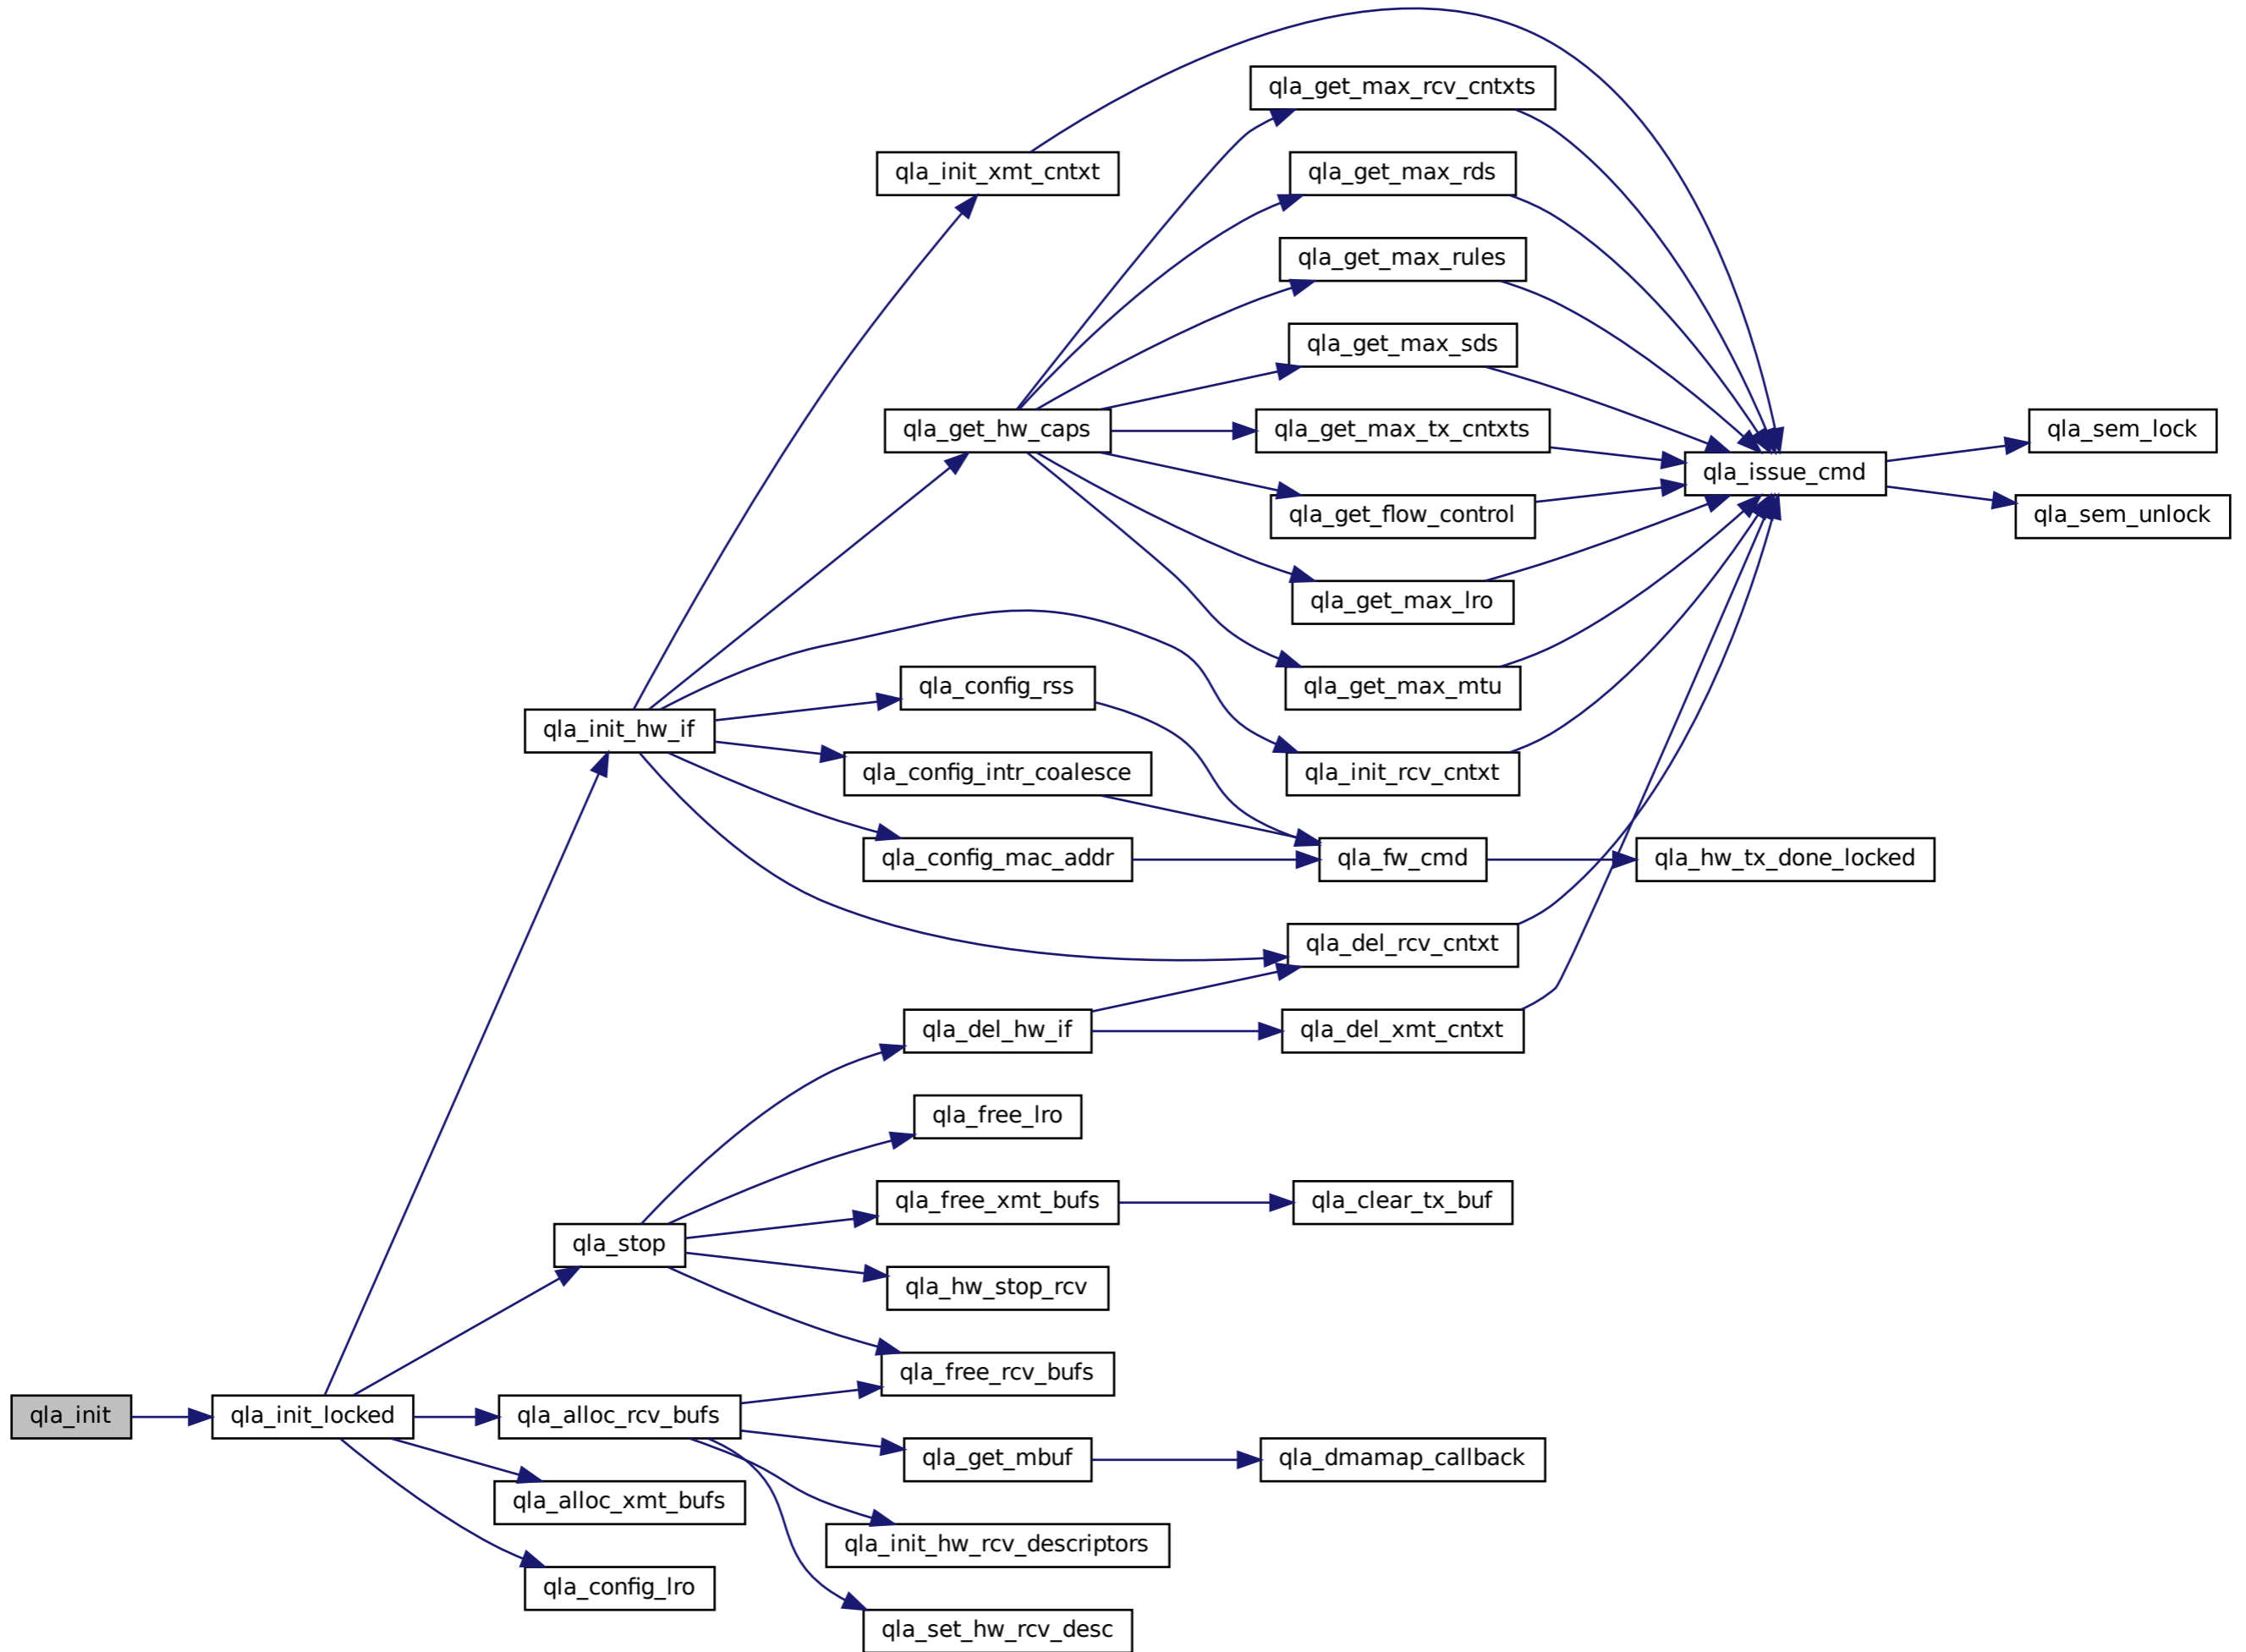 qla_get_max_rcv_cntxts
qla_init_xmt_cntxt
qla_get_max_rds
qla_get_max_rules
qla_get_max_sds
qla_get_hw_caps
qla_get_max_tx_cntxts
qla_sem_lock
qla_issue_cmd
qla_get_flow_control
qla_sem_unlock
qla_get_max_lro
qla_config_rss
qla_get_max_mtu
qla_init_hw_if
qla_config_intr_coalesce
qla_init_rcv_cntxt
qla_config_mac_addr
qla_fw_cmd
qla_hw_tx_done_locked
qla_del_rcv_cntxt
qla_del_hw_if
qla_del_xmt_cntxt
qla_free_lro
qla_free_xmt_bufs
qla_clear_tx_buf
qla_stop
qla_hw_stop_rcv
qla_free_rcv_bufs
qla_init
qla_init_locked
qla_alloc_rcv_bufs
qla_get_mbuf
qla_dmamap_callback
qla_alloc_xmt_bufs
qla_init_hw_rcv_descriptors
qla_config_lro
qla_set_hw_rcv_desc